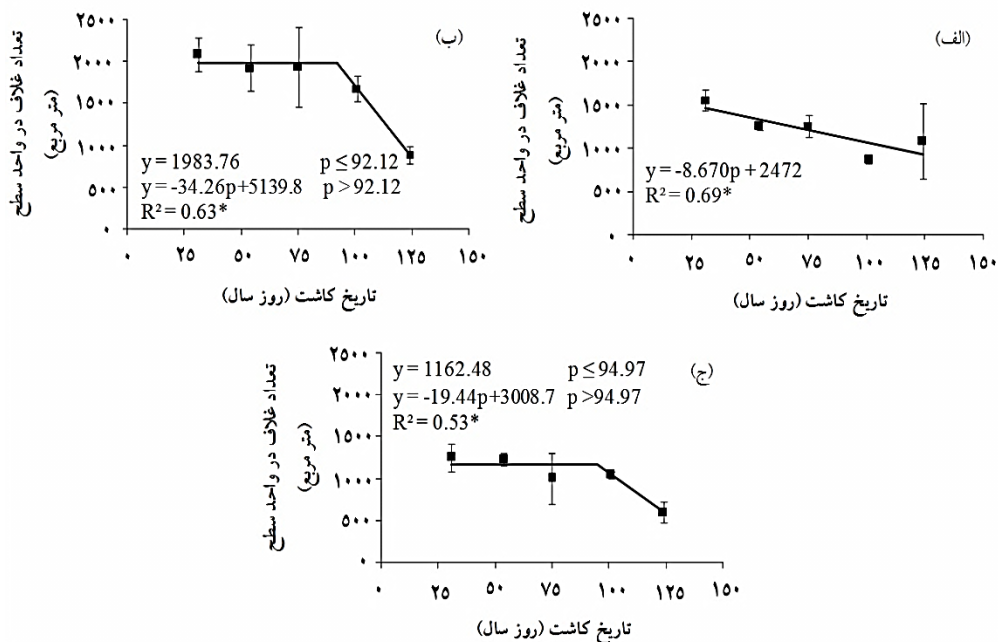 (الف)
تعداد غلاف در واحد سطح
(متر مربع)
۲۵۰۰
۲۰۰۰
۱۵۰۰
۱۰۰۰
۵۰۰
۰
y = -8.670p + 2472
R² = 0.69*
۰ ۲۵ ۵۰ ۷۵ ۱۰۰ ۱۲۵ ۱۵۰
تاریخ کاشت (روز سال)
(ب)
تعداد غلاف در واحد سطح
(متر مربع)
۲۵۰۰
۲۰۰۰
۱۵۰۰
۱۰۰۰
۵۰۰
۰
y = 1983.76 p ≤ 92.12
y = -34.26p+5139.8 p > 92.12
R² = 0.63*
۰ ۲۵ ۵۰ ۷۵ ۱۰۰ ۱۲۵ ۱۵۰
تاریخ کاشت (روز سال)
(ج)
تعداد غلاف در واحد سطح
(متر مربع)
۲۵۰۰
۲۰۰۰
۱۵۰۰
۱۰۰۰
۵۰۰
۰
y = 1162.48 p ≤ 94.97
y = -19.44p+3008.7 p >94.97
R² = 0.53*
۰ ۲۵ ۵۰ ۷۵ ۱۰۰ ۱۲۵ ۱۵۰
تاریخ کاشت (روز سال)